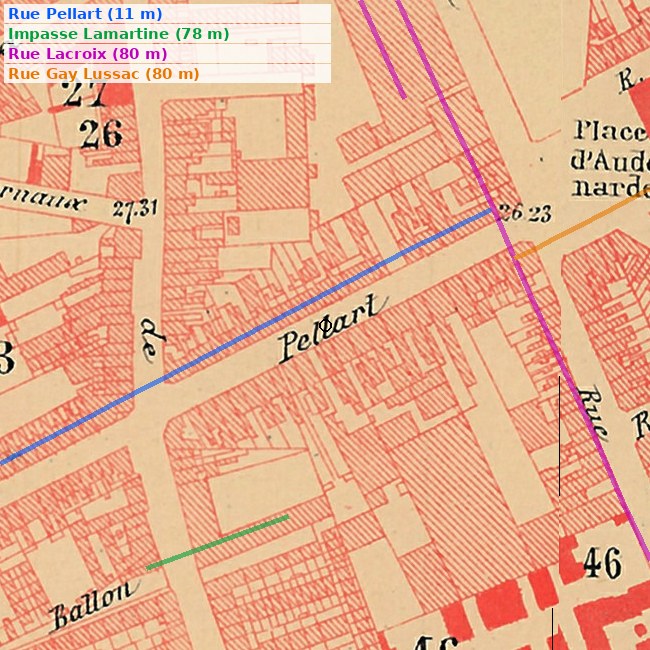 Rue Pellart (11 m)
Impasse Lamartine (78 m)
Rue Lacroix (80 m)
Rue Gay Lussac (80 m)
27
26
R.
Place
d'Aude
narde
rnaux
27.31
26 23
de
Pellart
Rue
R
46
Ballon